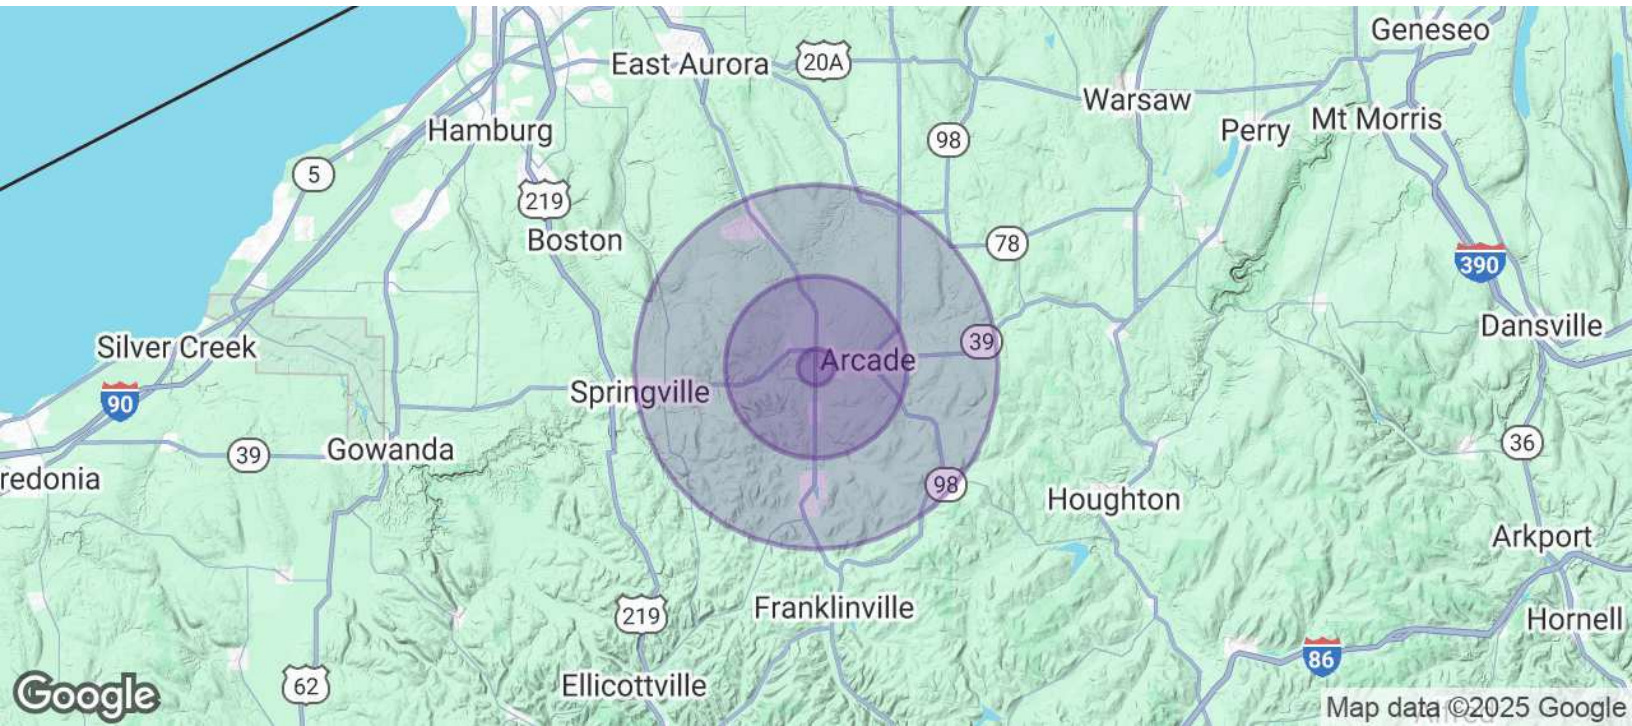 Geneseo
East Aurora
20A
Warsaw
Hamburg
98
Perry
Mt Morris
5
219
Boston
78
390
Silver Creek
39
Arcade
Dansville
90
Springville
39
Gowanda
36
redonia
98
Houghton
Arkport
219
Franklinville
Hornell
86
62
Ellicottville
Google
Map data ©2025 Google